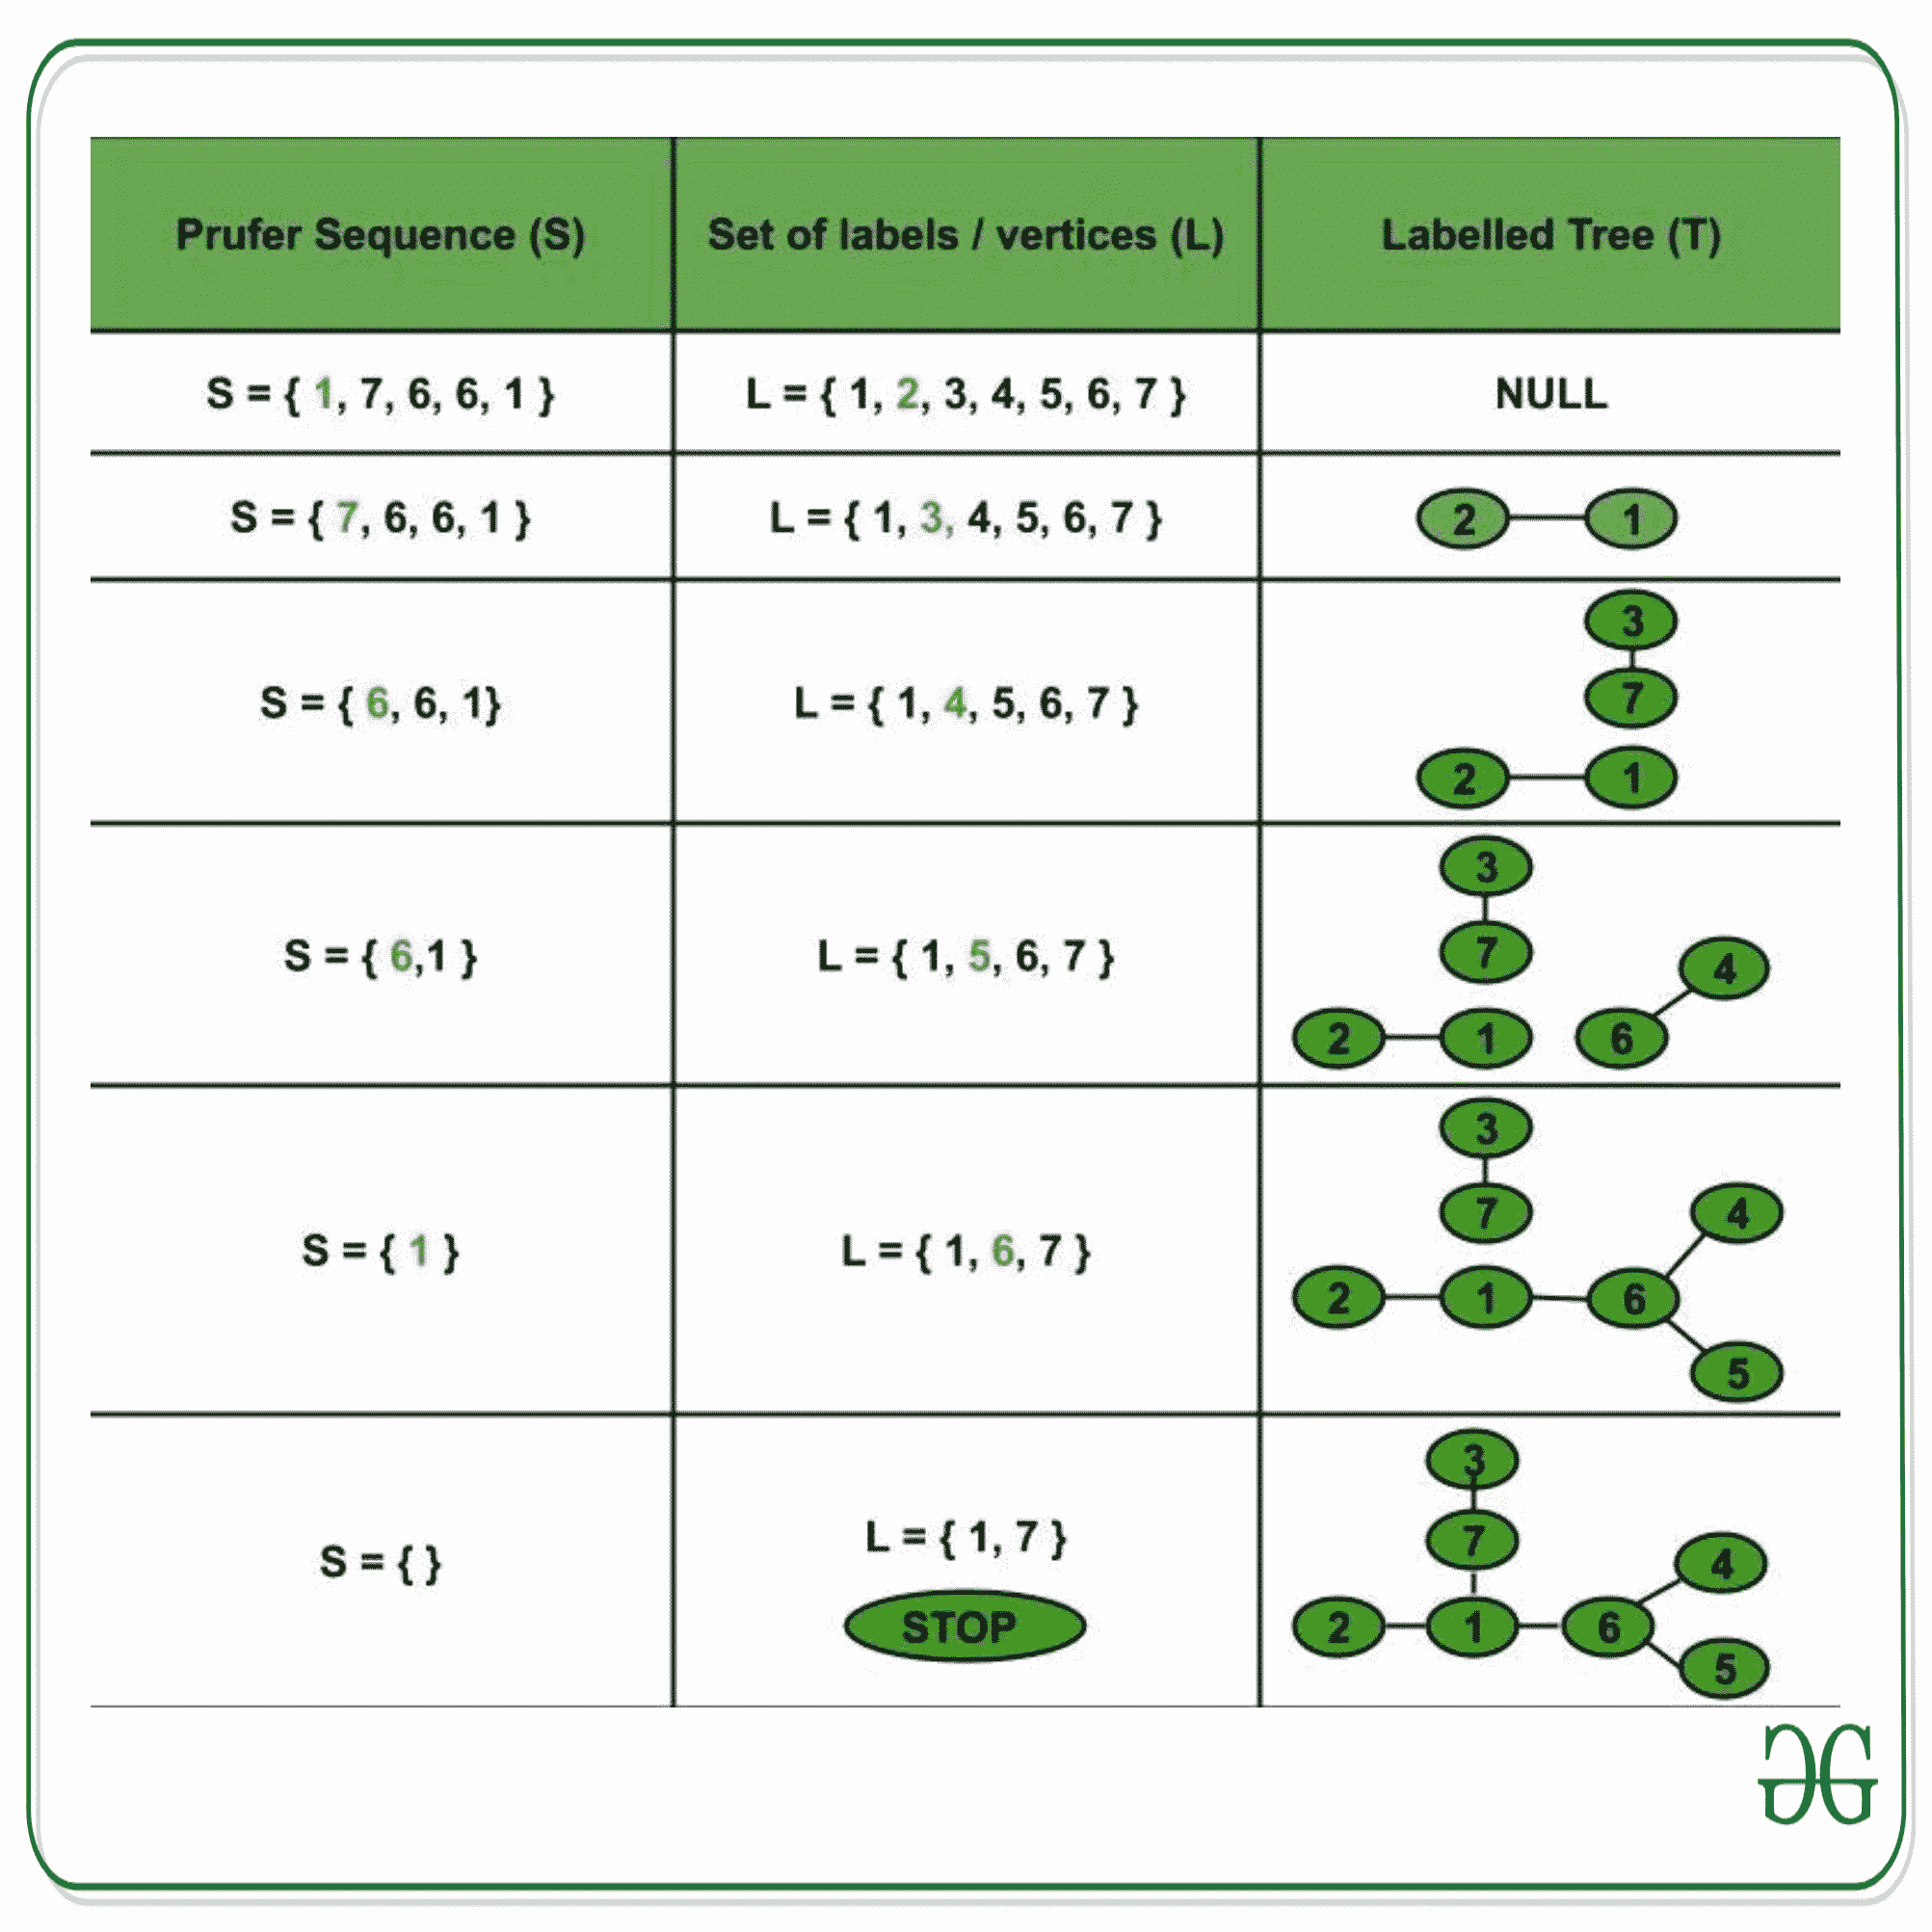 Prufer Sequence (S)
Set of labels / vertices (L)
Labelled Tree (T)
S = { 1, 7, 6, 6, 1 }
L = { 1, 2, 3, 4, 5, 6, 7 }
NULL
S = { 7, 6, 6, 1 }
L = { 1, 3, 4, 5, 6, 7 }
2 1
S = { 6, 6, 1}
L = { 1, 4, 5, 6, 7 }
3
7
2 1
S = { 6,1 }
L = { 1, 5, 6, 7 }
3
7
4
2 1 6
S = { 1 }
L = { 1, 6, 7 }
3
7
4
2 1 6
5
S = { }
L = { 1, 7 }
STOP
3
7
4
2 1 6
5